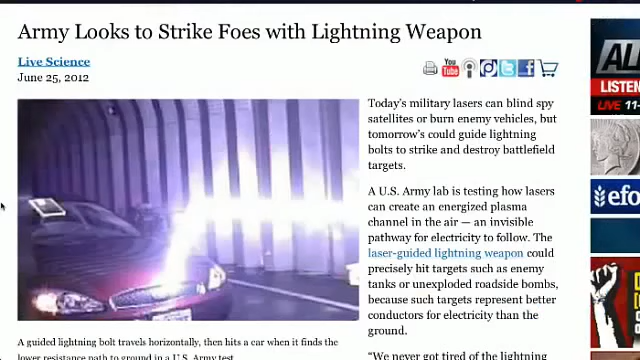 Army Looks to Strike Foes with Lightning Weapon
Live Science
June 25, 2012
You
Tube
Today's military lasers can blind spy
satellites or burn enemy vehicles, but
tomorrow's could guide lightning
bolts to strike and destroy battlefield
targets.
A U.S. Army lab is testing how lasers
can create an energized plasma
channel in the air — an invisible
pathway for electricity to follow. The
laser-guided lightning weapon could
precisely hit targets such as enemy
tanks or unexploded roadside bombs,
because such targets represent better
conductors for electricity than the
ground.
"We never got tired of the lightning
A guided lightning bolt travels horizontally, then hits a car when it finds the
lower resistance path to ground in a U.S. Army test.
LISTEN
LIVE 11-
efo